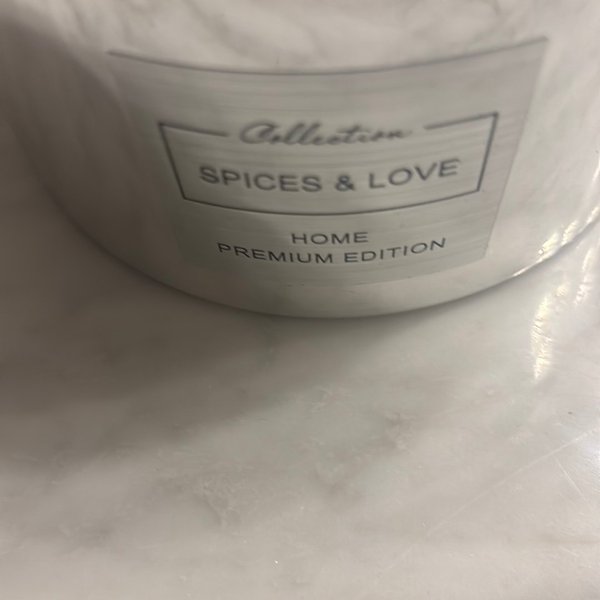 Collection
SPICES & LOVE
HOME
PREMIUM EDITION